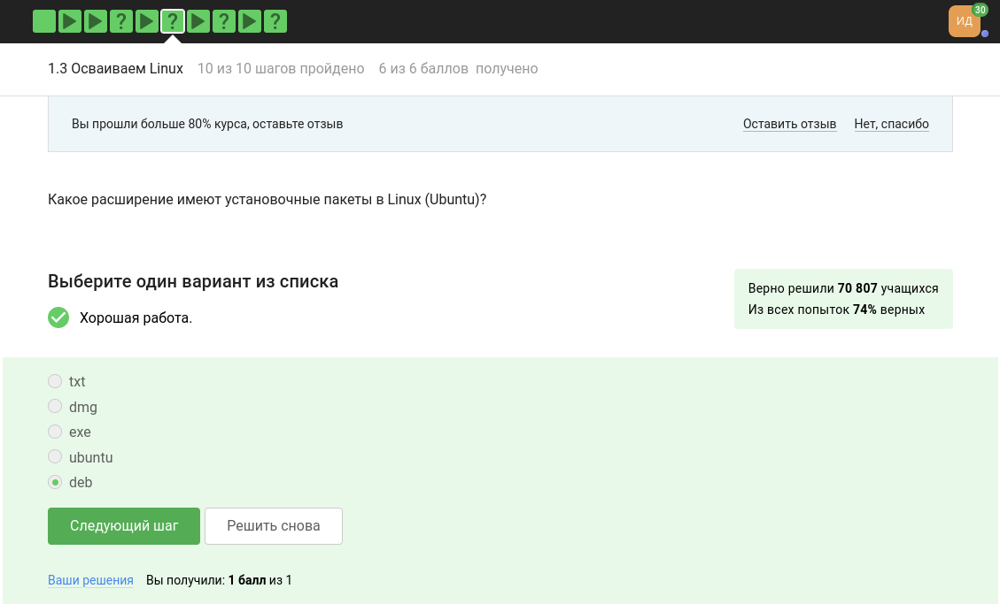 ? ? ? ?
ИД 30
1.3 Осваиваем Linux 10 из 10 шагов пройдено 6 из 6 баллов получено
Вы прошли больше 80% курса, оставьте отзыв Оставить отзыв Нет, спасибо
Какое расширение имеют установочные пакеты в Linux (Ubuntu)?
Выберите один вариант из списка
Хорошая работа.
Верно решили 70 807 учащихся
Из всех попыток 74% верных
txt
dmg
exe
ubuntu
deb
Следующий шаг Решить снова
Ваши решения Вы получили: 1 балл из 1